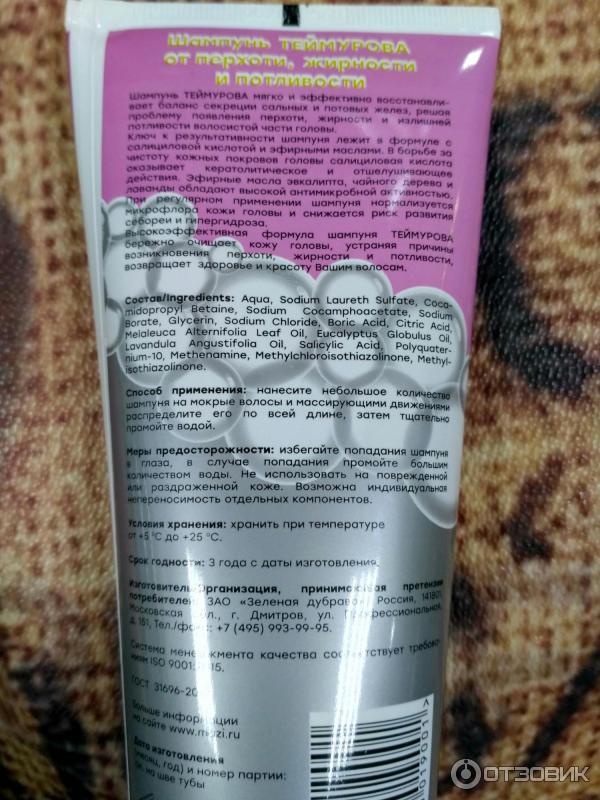 Шампунь ТЕЙМУРОВА
от перхоти, жирности
и потливости
Шампунь ТЕЙМУРОВА мягко и эффективно восстанавли-
вает баланс секреции сальных и потовых желез, решая
проблему появления перхоти, жирности и излишней
потливости волосистой части головы.
Ключ к результативности шампуня лежит в формуле с
салициловой кислотой и эфирными маслами. В борьбе за
чистоту кожных покровов головы салициловая кислота
оказывает кератолитическое и отшелушивающее
действия. Эфирные масла эвкалипта, чайного дерева и
лаванды обладают высокой антимикробной активностью.
При регулярном применении шампуня нормализуется
микрофлора кожи головы и снижается риск развития
себореи и гипергидроза.
Высокоэффективная формула шампуня ТЕЙМУРОВА
бережно очищает кожу головы, устраняя причины
возникновения перхоти, жирности и потливости,
возвращает здоровье и красоту Вашим волосам.
Состав/Ingredients: Aqua, Sodium Laureth Sulfate, Coca-
midopropyl Betaine, Sodium Cocamphoacetate, Sodium
Borate, Glycerin, Sodium Chloride, Boric Acid, Citric Acid,
Melaleuca Alternifolia Leaf Oil, Eucalyptus Globulus Oil,
Lavandula Angustifolia Oil, Salicylic Acid, Polyquater-
nium-10, Methenamine, Methylchloroisothiazolinone, Methyl-
isothiazolinone.
Способ применения: нанесите небольшое количество
шампуня на мокрые волосы и массирующими движениями
распределите его по всей длине, затем тщательно
промойте водой.
Меры предосторожности: избегайте попадания шампуня
в глаза, в случае попадания промойте большим
количеством воды. Не использовать на поврежденной
или раздраженной коже. Возможна индивидуальная
непереносимость отдельных компонентов.
Условия хранения: хранить при температуре
от +5 °С до +25 °С.
Срок годности: 3 года с даты изготовления.
Изготовитель/Организация, принимающая претензии
потребителей: ЗАО «Зеленая дубрава», Россия, 141801,
Московская обл., г. Дмитров, ул. Профессиональная,
д. 151, Тел./факс: +7 (495) 993-99-95.
Система менеджмента качества соответствует требова-
ниям ISO 9001:2015.
ГОСТ 31696-20
Больше информации
на сайте www.
Дата изготовления
(месяц, год) и номер партии:
на шве тубы
019001
ОТЗОВИК